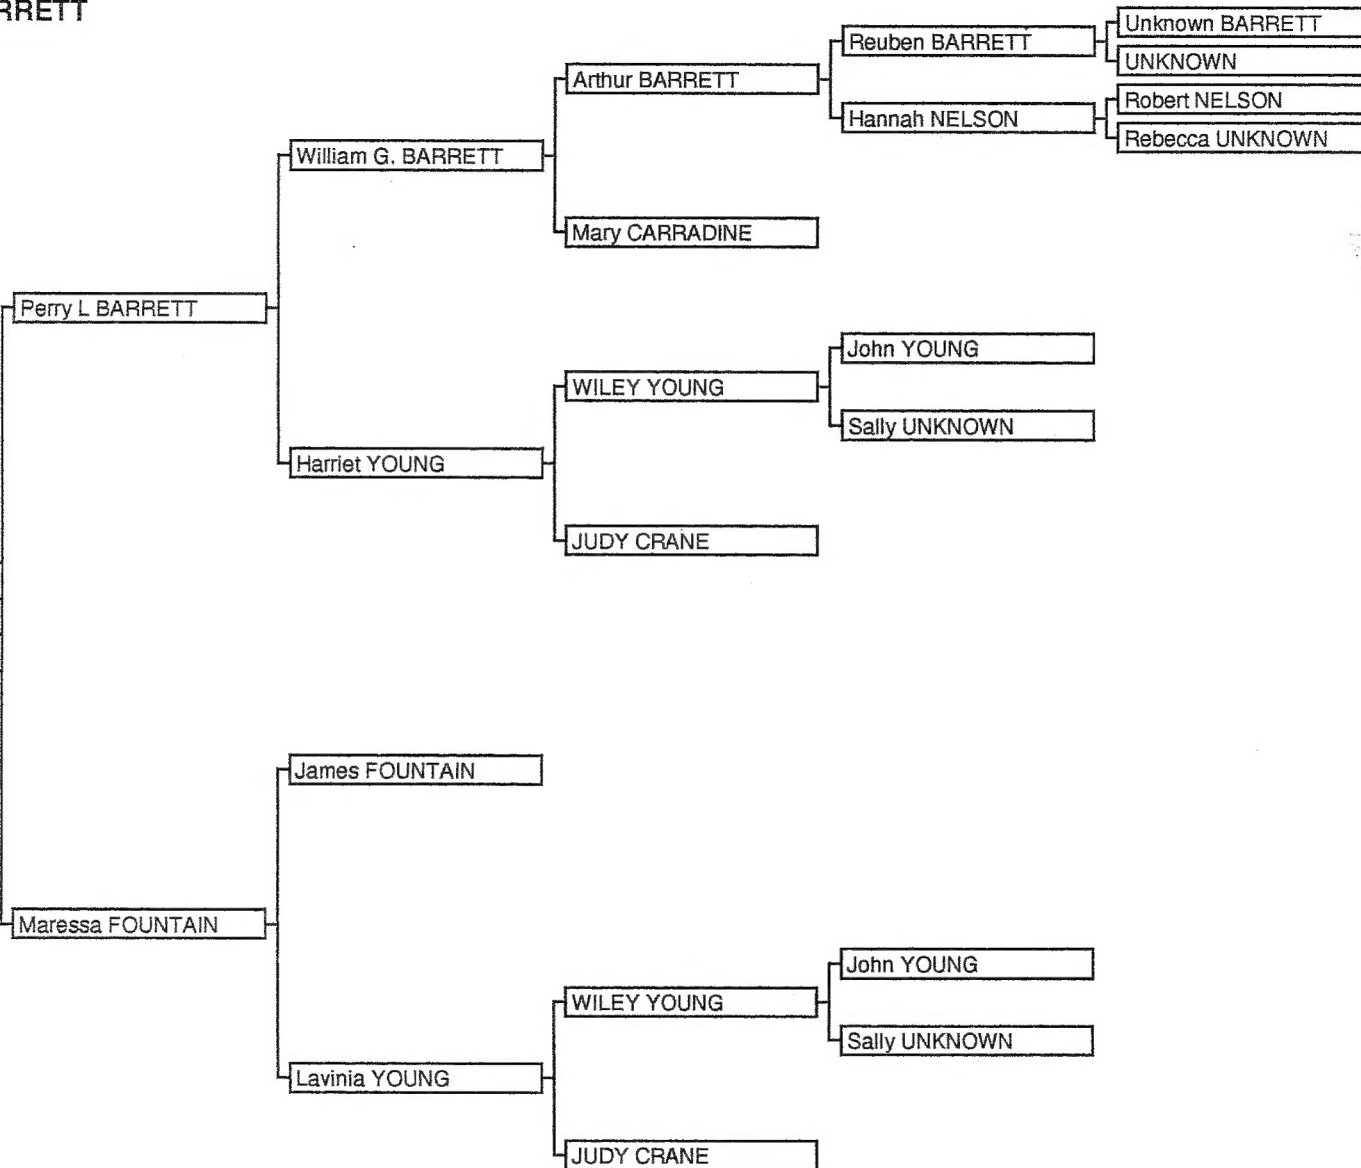 RRETT
Unknown BARRETT
Reuben BARRETT
UNKNOWN
Arthur BARRETT
Robert NELSON
Hannah NELSON
Rebecca UNKNOWN
William G. BARRETT
Mary CARRADINE
Perry L BARRETT
John YOUNG
WILEY YOUNG
Sally UNKNOWN
Harriet YOUNG
JUDY CRANE
James FOUNTAIN
Maressa FOUNTAIN
John YOUNG
WILEY YOUNG
Sally UNKNOWN
Lavinia YOUNG
JUDY CRANE